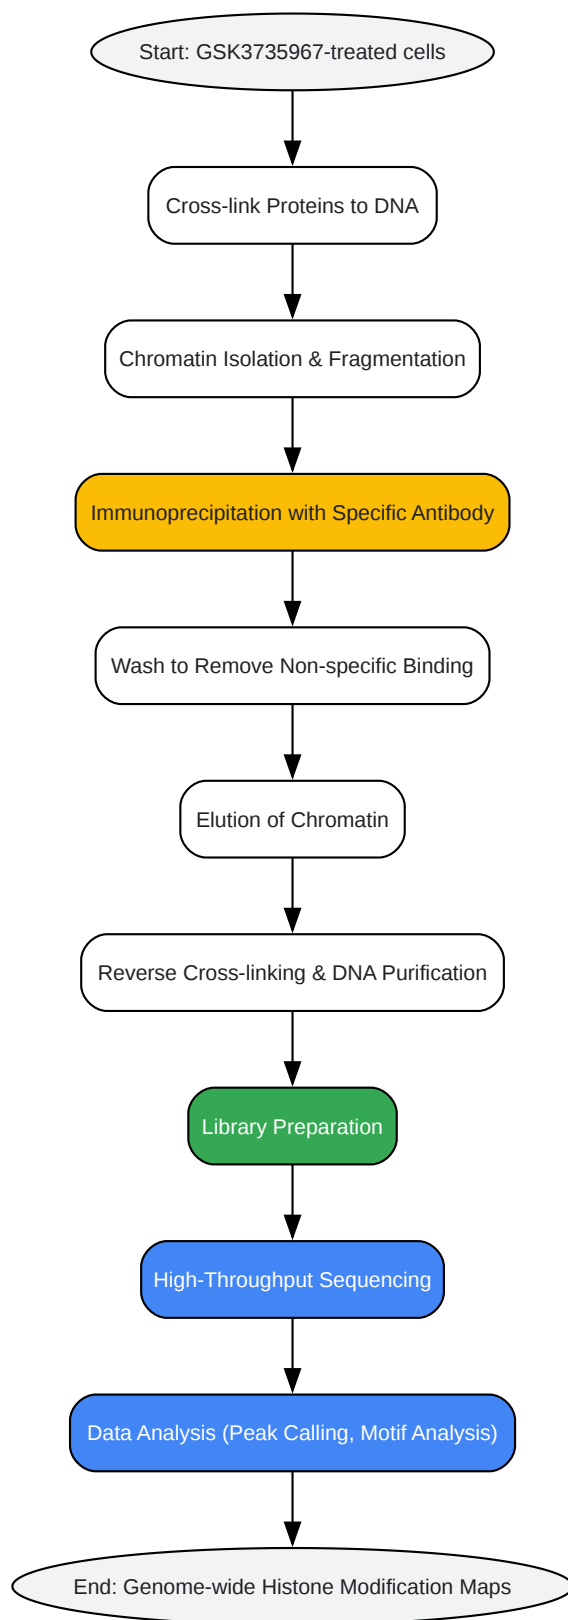 Start: GSK3735967-treated cells
Cross-link Proteins to DNA
Chromatin Isolation & Fragmentation
Immunoprecipitation with Specific Antibody
Wash to Remove Non-specific Binding
Elution of Chromatin
Reverse Cross-linking & DNA Purification
Library Preparation
High-Throughput Sequencing
Data Analysis (Peak Calling, Motif Analysis)
End: Genome-wide Histone Modification Maps